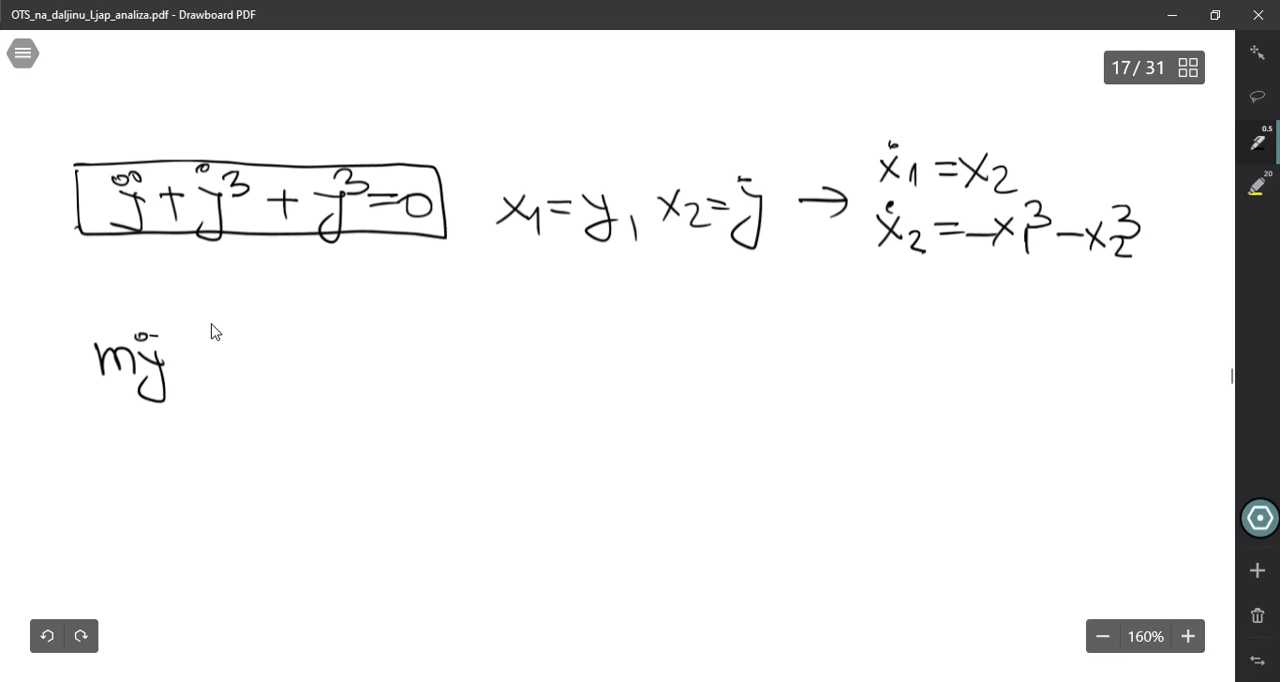 OTS_na_daljinu_Ljap_analiza.pdf - Drawboard PDF
17 / 31
0.5
20
ÿ + ẏ³ + y³ = 0
x₁ = y, x₂ = ẏ →
ẋ₁ = x₂
ẋ₂ = -x₁³ - x₂³
mÿ
160%